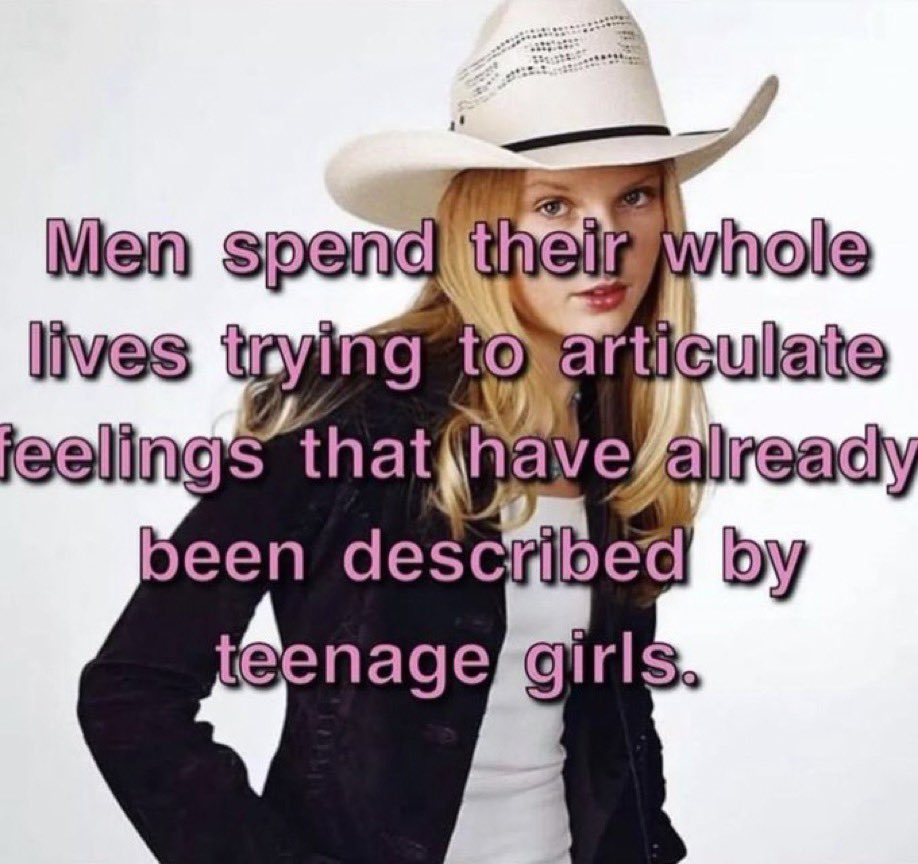 Men spend their whole
lives trying to articulate
feelings that have already
been described by
teenage girls.